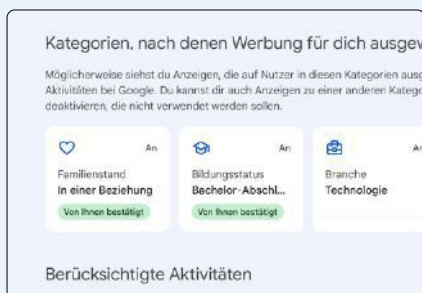 Kategorien, nach denen Werbung für dich ausgew
Möglicherweise siehst du Anzeigen, die auf Nutzer in diesen Kategorien ausg
Aktivitäten bei Google. Du kannst dir auch Anzeigen zu einer anderen Katego
deaktivieren, die nicht verwendet werden sollen.
An
An
An
Familienstand
Bildungsstatus
Branche
In einer Beziehung
Bachelor-Abschl...
Technologie
Von Ihnen bestätigt
Von Ihnen bestätigt
Berücksichtigte Aktivitäten